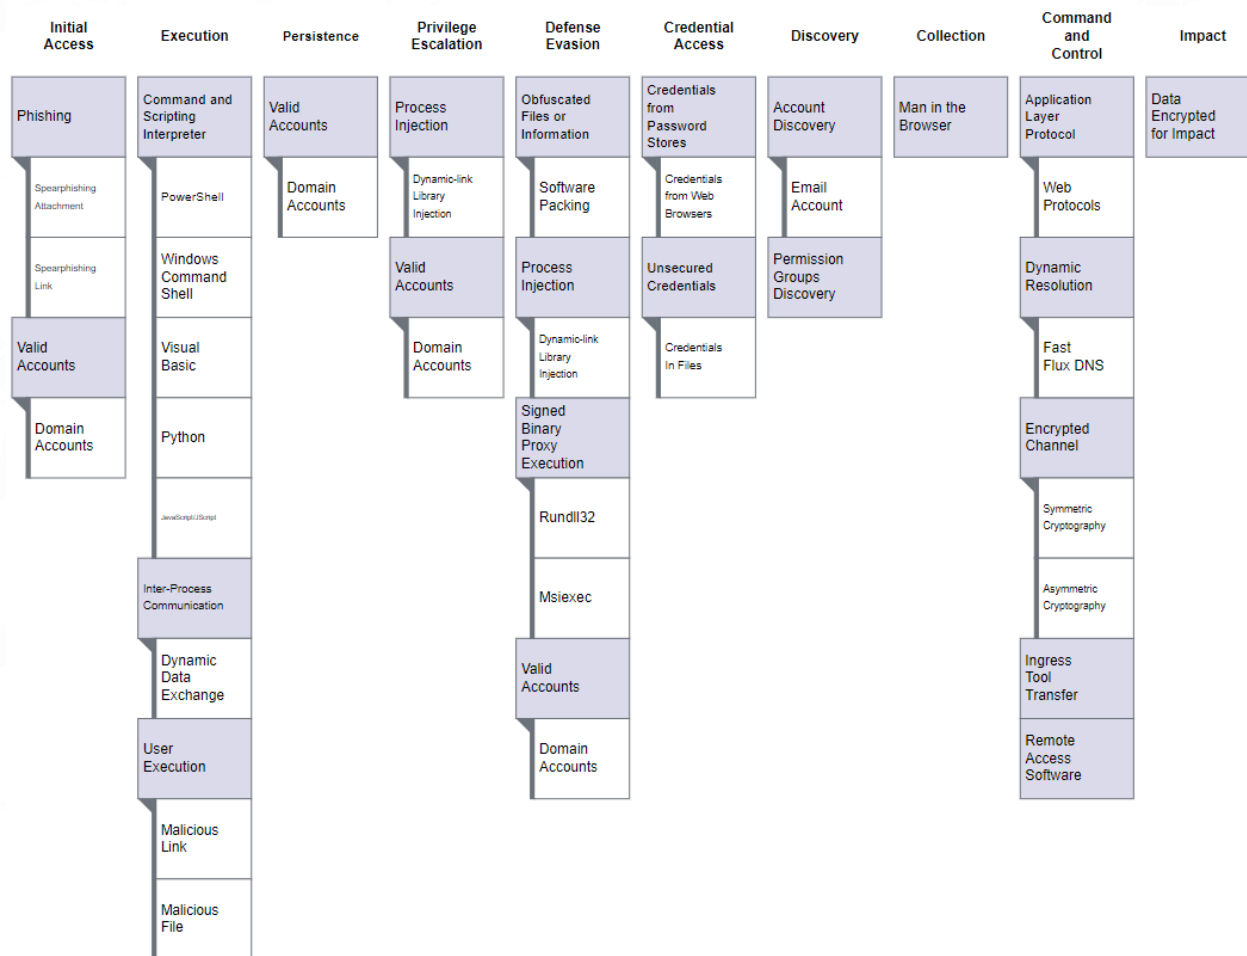 Initial
Access
Execution
Persistence
Privilege
Escalation
Defense
Evasion
Credential
Access
Discovery
Collection
Command
and
Control
Impact
Phishing
Spearphishing
Attachment
Spearphishing
Link
Valid
Accounts
Domain
Accounts
Command and
Scripting
Interpreter
PowerShell
Windows
Command
Shell
Visual
Basic
Python
JavaScript/JScript
Inter-Process
Communication
Dynamic
Data
Exchange
User
Execution
Malicious
Link
Malicious
File
Valid
Accounts
Domain
Accounts
Process
Injection
Dynamic-link
Library
Injection
Valid
Accounts
Domain
Accounts
Obfuscated
Files or
Information
Software
Packing
Process
Injection
Dynamic-link
Library
Injection
Signed
Binary
Proxy
Execution
Rundll32
Msiexec
Valid
Accounts
Domain
Accounts
Credentials
from
Password
Stores
Credentials
from Web
Browsers
Unsecured
Credentials
Credentials
In Files
Account
Discovery
Email
Account
Permission
Groups
Discovery
Man in the
Browser
Application
Layer
Protocol
Web
Protocols
Dynamic
Resolution
Fast
Flux DNS
Encrypted
Channel
Symmetric
Cryptography
Asymmetric
Cryptography
Ingress
Tool
Transfer
Remote
Access
Software
Data
Encrypted
for Impact